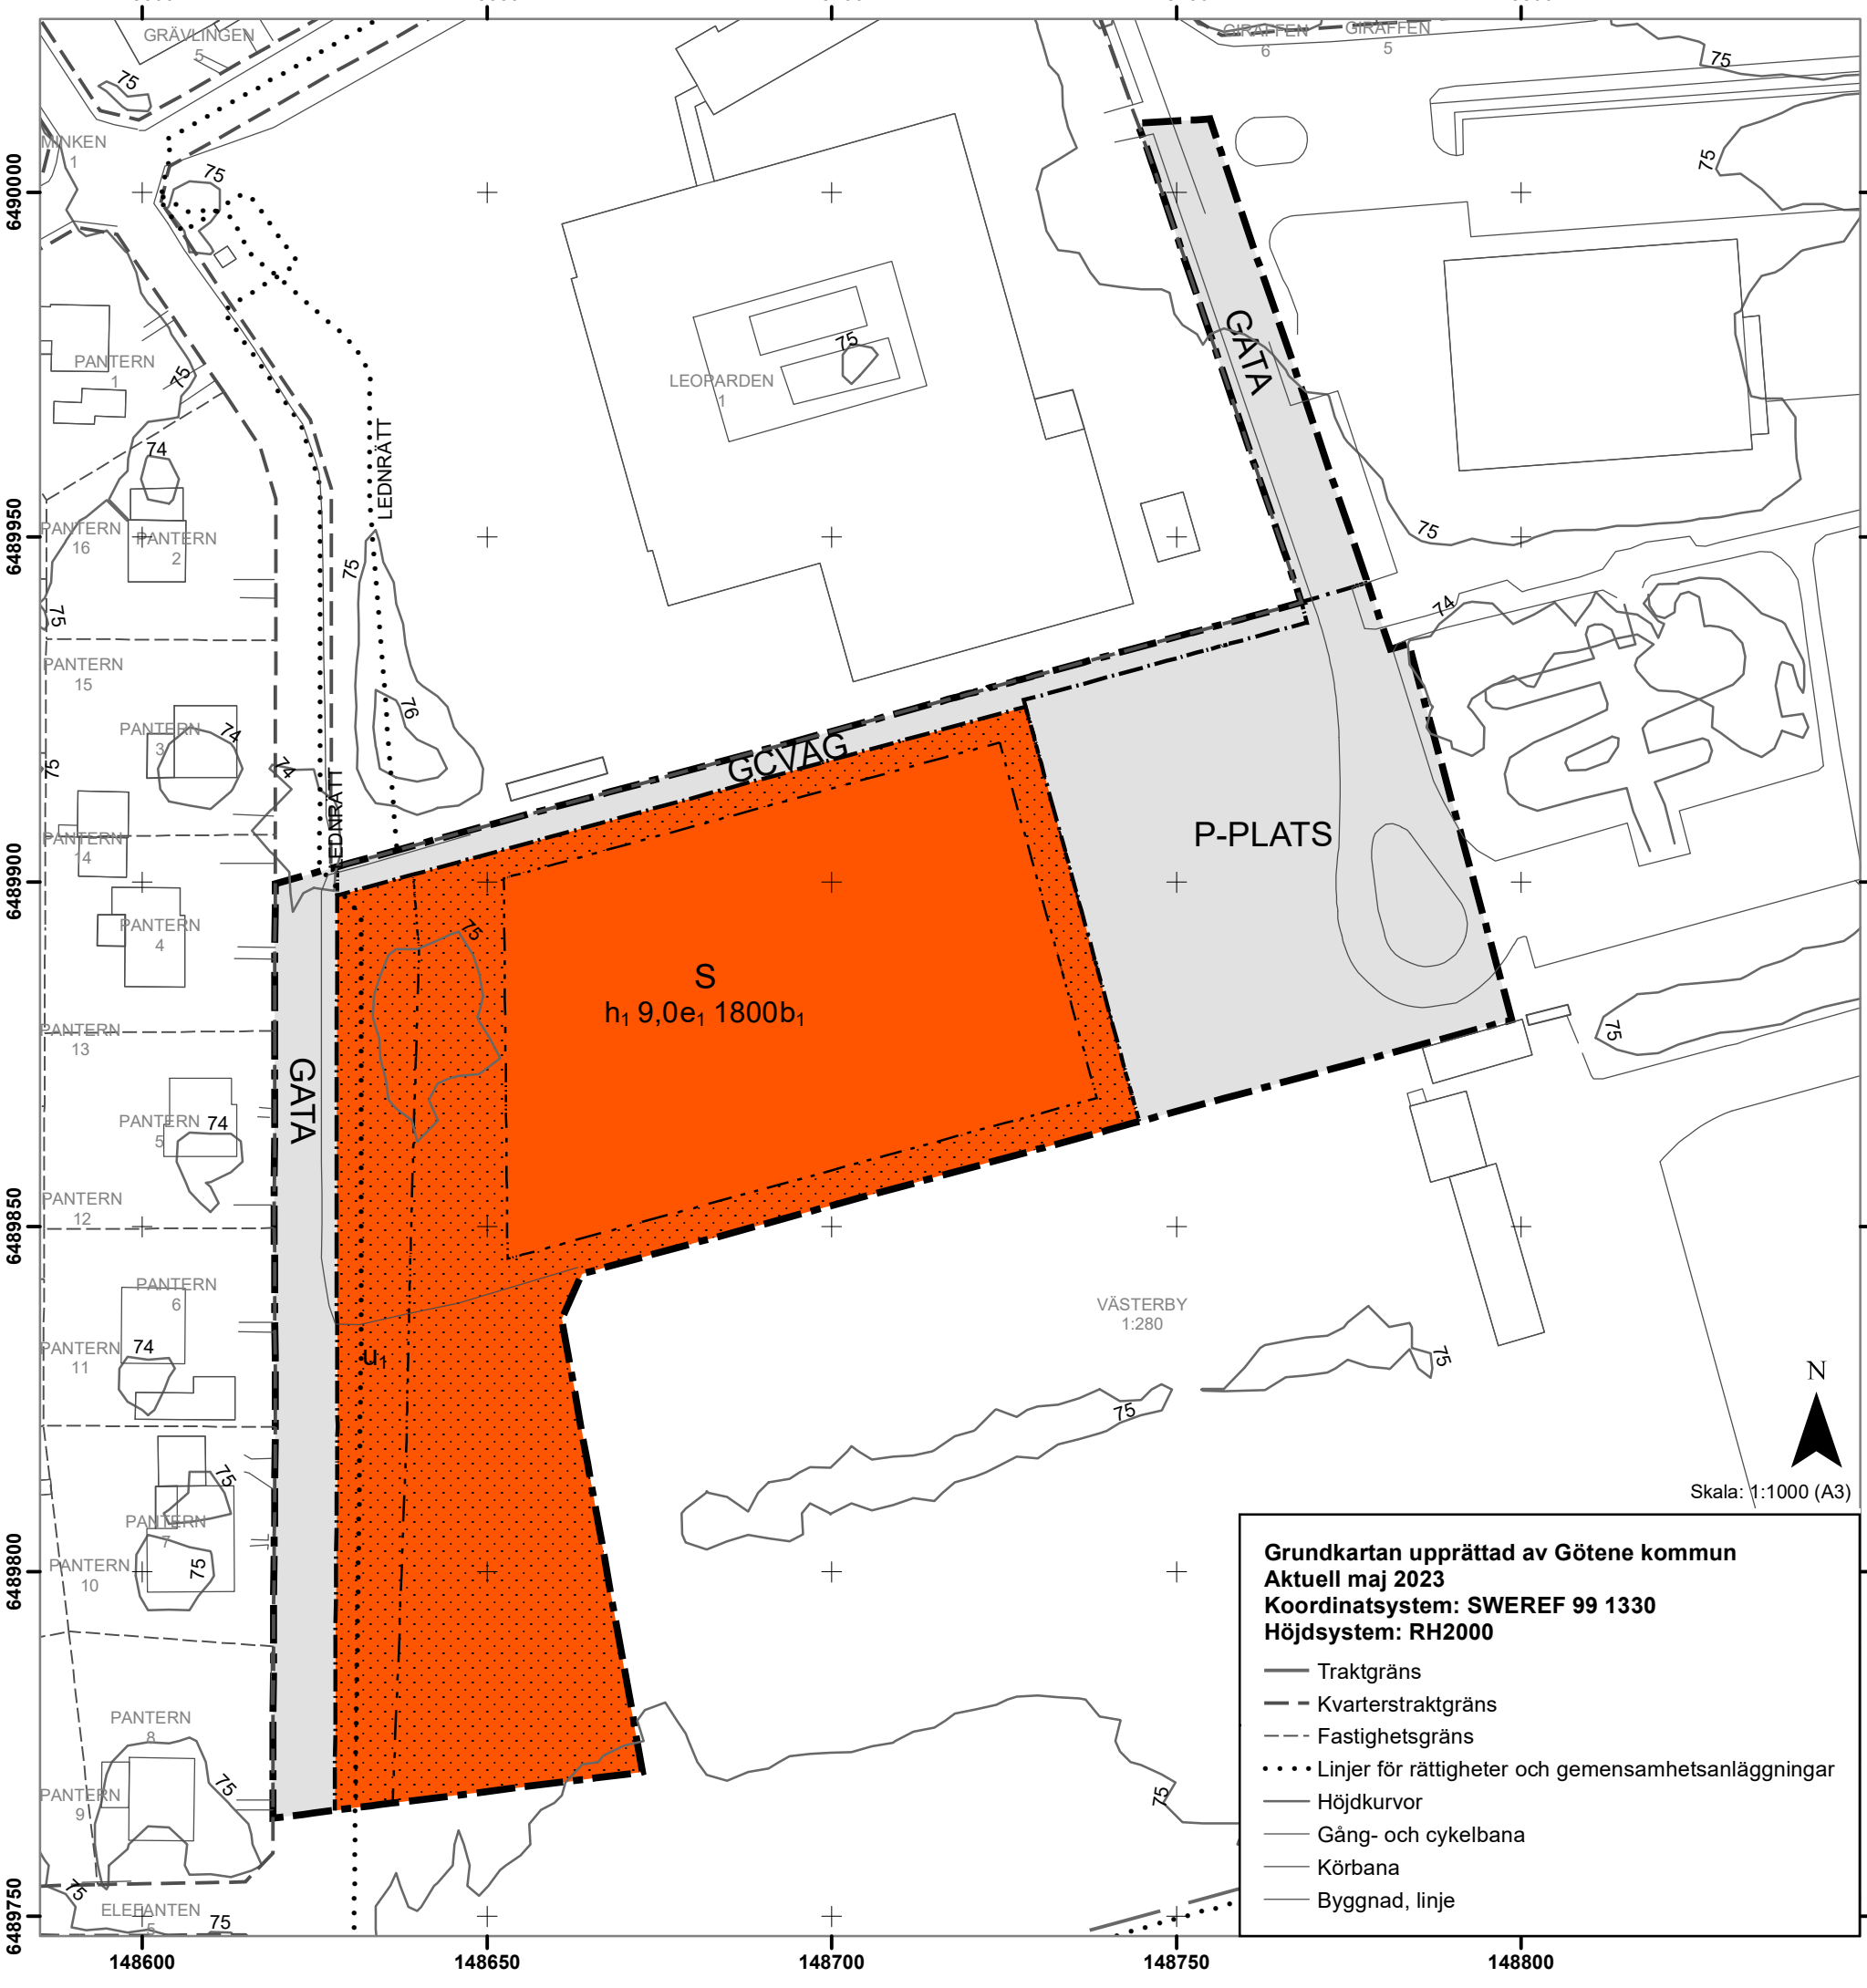 GRÄVLINGEN
5
GIRAFFEN
6
GIRAFFEN
5
75
75
MINKEN
1
75
75
6490000
PANTERN
1
75
75
LEOPARDEN
1
GATA
LEDNRÄTT
74
PANTERN
16
PANTERN
2
6489950
75
75
75
74
PANTERN
15
PANTERN
3
74
76
75
74
GCVÄG
LEDNRÄTT
P-PLATS
PANTERN
14
6489900
PANTERN
4
75
S
h₁ 9,0e₁ 1800b₁
PANTERN
13
75
GATA
PANTERN
5
74
PANTERN
12
6489850
PANTERN
6
VÄSTERBY
1:280
PANTERN
11
74
u₁
75
75
N
75
PANTERN
7
Skala: 1:1000 (A3)
PANTERN
10
75
6489800
Grundkartan upprättad av Götene kommun
Aktuell maj 2023
Koordinatsystem: SWEREF 99 1330
Höjdsystem: RH2000
Traktgräns
Kvarterstraktgräns
Fastighetsgräns
Linjer för rättigheter och gemensamhetsanläggningar
Höjdkurvor
Gång- och cykelbana
Körbana
Byggnad, linje
PANTERN
8
PANTERN
9
75
75
75
ELEFANTEN
5
75
6489750
148600
148650
148700
148750
148800